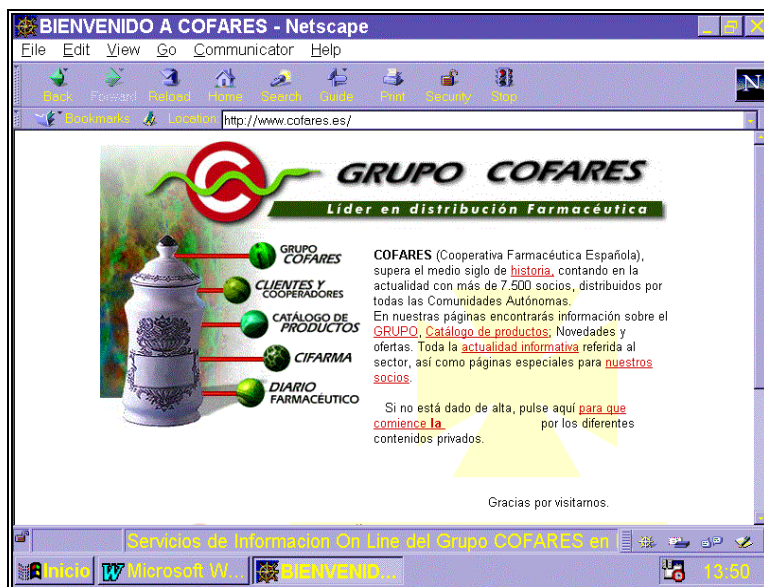 BIENVENIDO A COFARES - Netscape
File Edit View Go Communicator Help
Back Forward Reload Home Search Guide Print Security Stop
N
Bookmarks Location: http://www.cofares.es/
GRUPO COFARES
Líder en distribución Farmacéutica
GRUPO
COFARES
CLIENTES Y
COOPERADORES
CATÁLOGO DE
PRODUCTOS
CIFARMA
DIARIO
FARMACÉUTICO
COFARES (Cooperativa Farmacéutica Española),
supera el medio siglo de historia, contando en la
actualidad con más de 7.500 socios, distribuidos por
todas las Comunidades Autónomas.
En nuestras páginas encontrarás información sobre el
GRUPO, Catálogo de productos; Novedades y
ofertas. Toda la actualidad informativa referida al
sector, así como páginas especiales para nuestros
socios.
Si no está dado de alta, pulse aquí para que
comience la por los diferentes
contenidos privados.
Gracias por visitarnos.
Servicios de Informacion On Line del Grupo COFARES en
Inicio Microsoft W... BIENVENID... 13:50